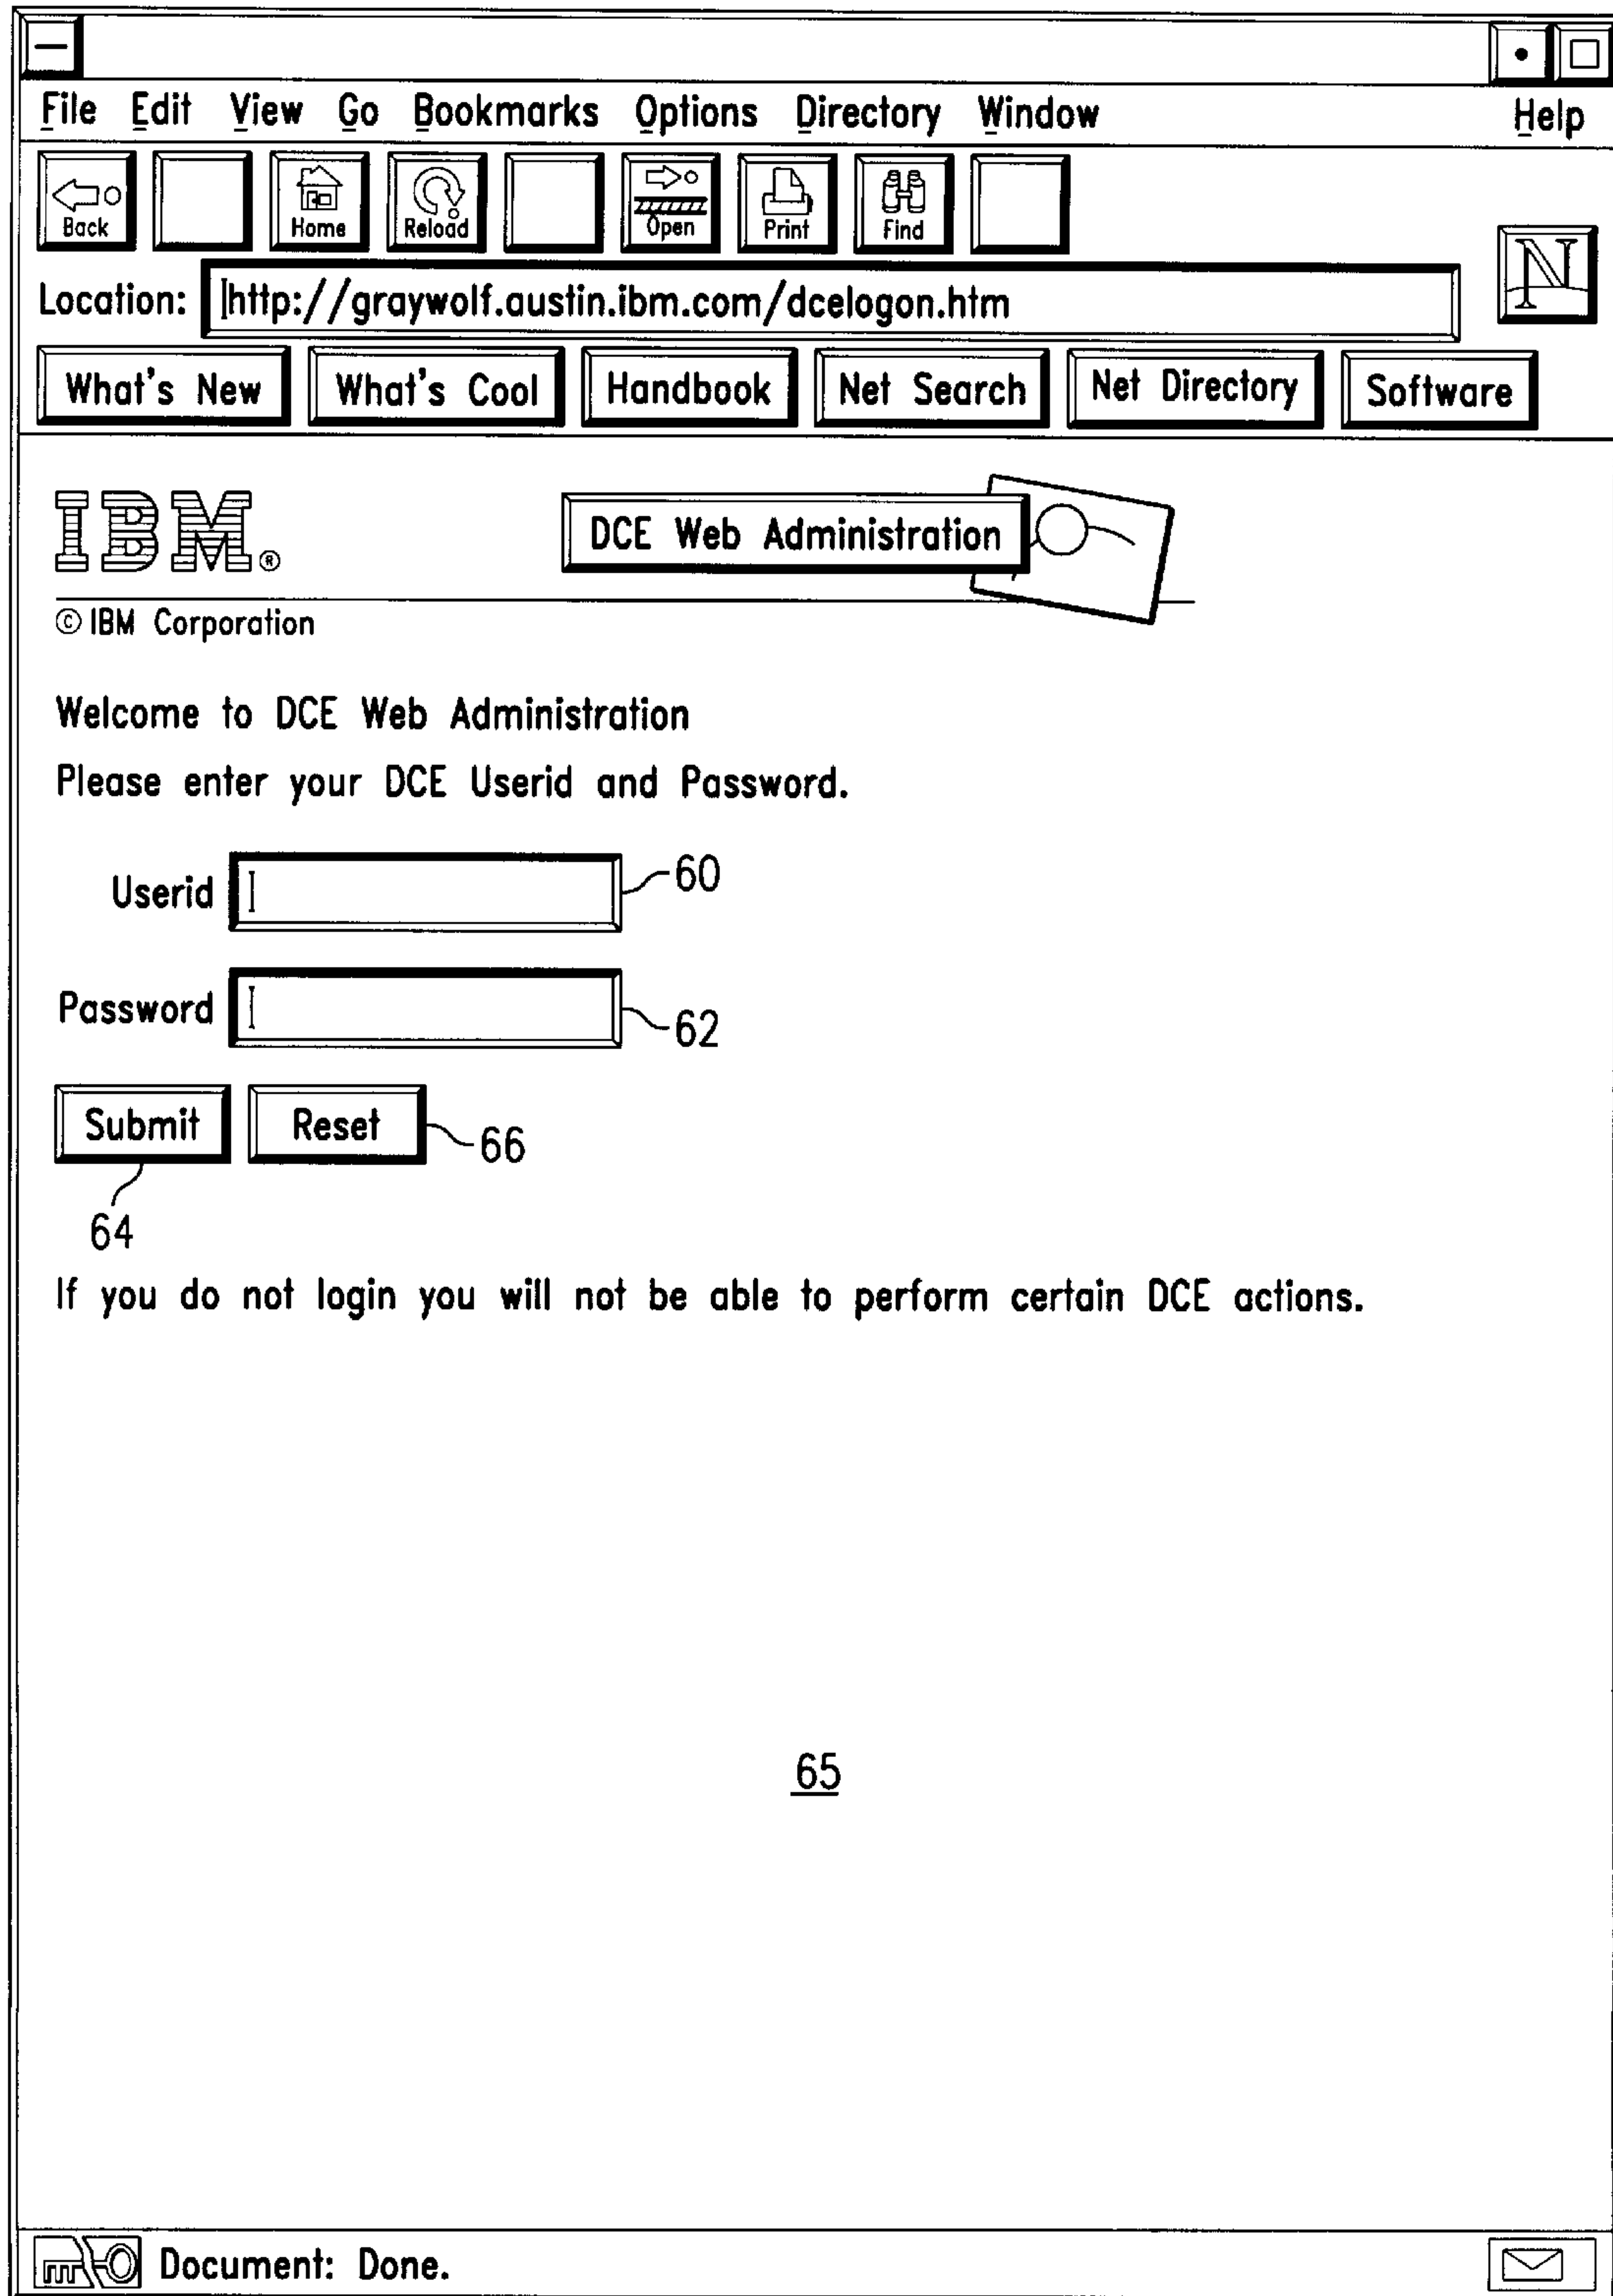 File Edit View Go Bookmarks Options Directory Window Help
Back Home Reload Open Print Find
N
Location: http://graywolf.austin.ibm.com/dcelogon.htm
What's New What's Cool Handbook Net Search Net Directory Software
IBM® DCE Web Administration
© IBM Corporation
Welcome to DCE Web Administration
Please enter your DCE Userid and Password.
Userid 60
Password 62
Submit Reset 66
64
If you do not login you will not be able to perform certain DCE actions.
65
Document: Done.